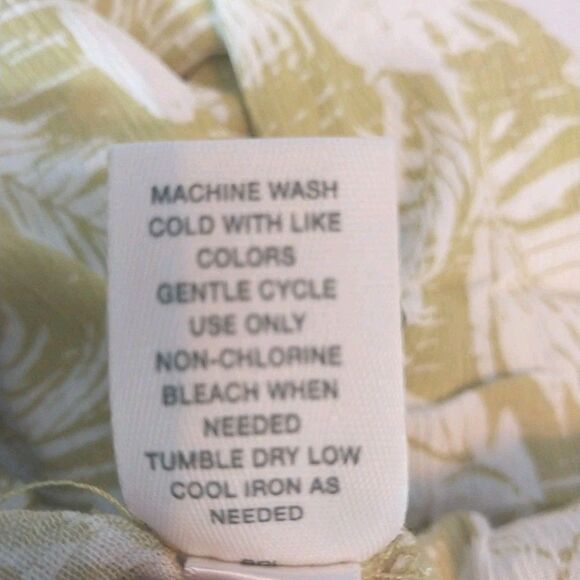 MACHINE WASH
COLD WITH LIKE
COLORS
GENTLE CYCLE
USE ONLY
NON-CHLORINE
BLEACH WHEN
NEEDED
TUMBLE DRY LOW
COOL IRON AS
NEEDED